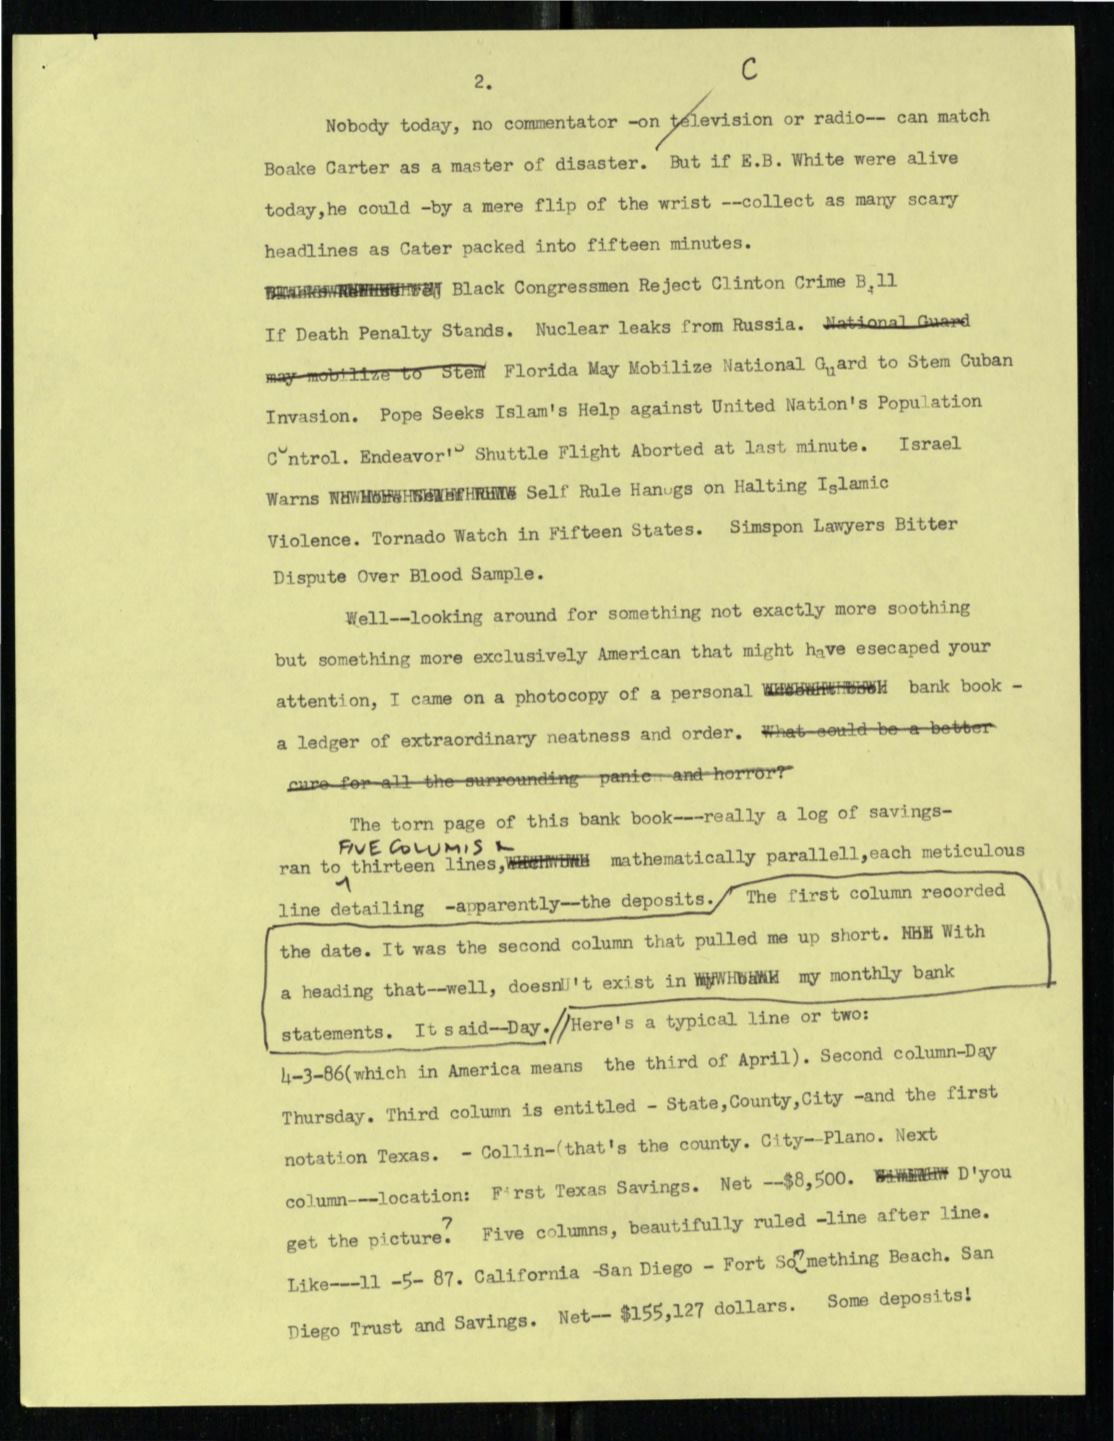 2.
C
Nobody today, no commentator -on television or radio-- can match
Boake Carter as a master of disaster. But if E.B. White were alive
today,he could -by a mere flip of the wrist --collect as many scary
headlines as Cater packed into fifteen minutes.
Black Congressmen Reject Clinton Crime B.ll
If Death Penalty Stands. Nuclear leaks from Russia. National Guard
may mobilize to Stem Florida May Mobilize National Guard to Stem Cuban
Invasion. Pope Seeks Islam's Help against United Nation's Population
Control. Endeavor's Shuttle Flight Aborted at last minute. Israel
Warns Self Rule Hanogs on Halting Islamic
Violence. Tornado Watch in Fifteen States. Simspon Lawyers Bitter
Dispute Over Blood Sample.
Well--looking around for something not exactly more soothing
but something more exclusively American that might have esecaped your
attention, I came on a photocopy of a personal bank book -
a ledger of extraordinary neatness and order. What could be a better
cure for all the surrounding panic and horror?
The torn page of this bank book---really a log of savings-
FIVE COLUMNS &
ran to thirteen lines, mathematically parallell,each meticulous
line detailing -apparently--the deposits. The first column recorded
the date. It was the second column that pulled me up short. With
a heading that--well, doesn't exist in my monthly bank
statements. It said--Day.//Here's a typical line or two:
4-3-86(which in America means the third of April). Second column-Day
Thursday. Third column is entitled - State,County,City -and the first
notation Texas. - Collin-(that's the county. City--Plano. Next
column---location: First Texas Savings. Net --$8,500. D'you
get the picture? Five columns, beautifully ruled -line after line.
Like---11 -5- 87. California -San Diego - Fort Something Beach. San
Diego Trust and Savings. Net-- $155,127 dollars. Some deposits!